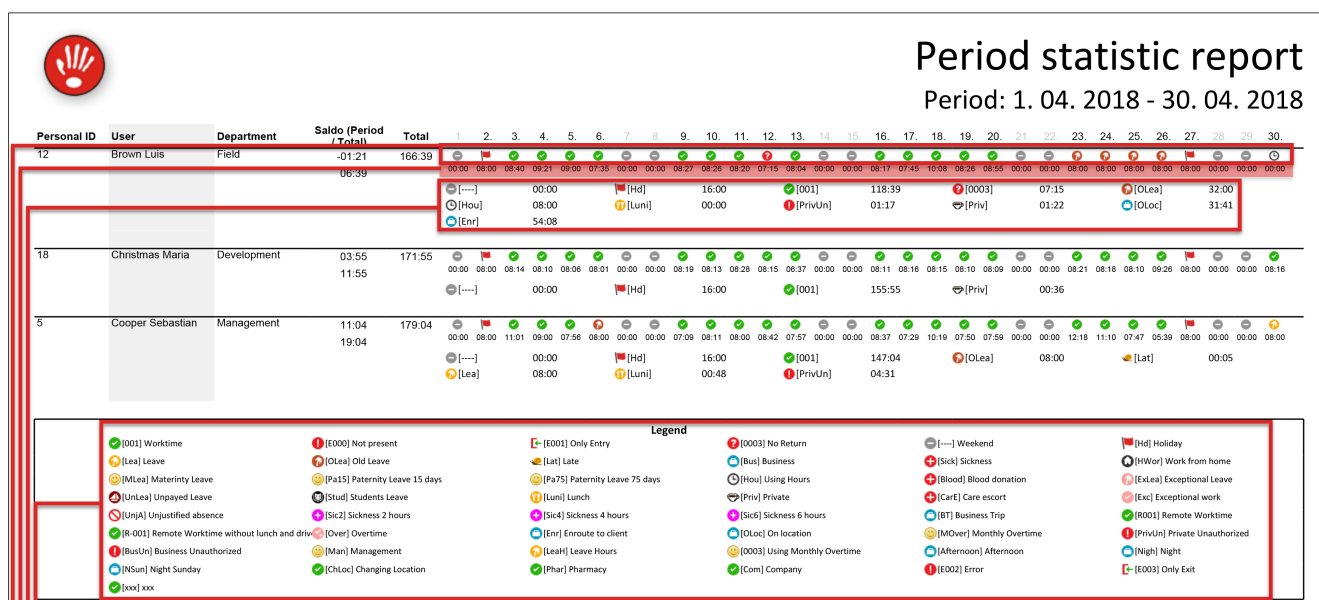 Period statistic report
Period: 1. 04. 2018 - 30. 04. 2018
Personal ID User Department Saldo (Period / Total) Total 1. 2. 3. 4. 5. 6. 7. 8. 9. 10. 11. 12. 13. 14. 15. 16. 17. 18. 19. 20. 21. 22. 23. 24. 25. 26. 27. 28. 29. 30.
12 Brown Luis Field -01:21 166:39
06:39 00:00 08:00 08:40 09:21 09:00 07:35 00:00 00:00 08:27 08:26 08:20 07:15 08:04 00:00 00:00 08:17 07:45 10:08 08:26 08:55 00:00 00:00 08:00 08:00 08:00 08:00 08:00 00:00 00:00 00:00
[----] 00:00 [Hd] 16:00 [001] 118:39 [0003] 07:15 [OLea] 32:00
[Hou] 08:00 [Luni] 00:00 [PrivUn] 01:17 [Priv] 01:22 [OLoc] 31:41
[Enr] 54:08
18 Christmas Maria Development 03:55 171:55
11:55 00:00 08:00 08:14 08:10 08:06 08:01 00:00 00:00 08:19 08:13 08:28 08:15 06:37 00:00 00:00 08:11 08:16 08:15 08:10 08:09 00:00 00:00 08:21 08:18 08:10 09:26 08:00 00:00 00:00 08:16
[----] 00:00 [Hd] 16:00 [001] 155:55 [Priv] 00:36
5 Cooper Sebastian Management 11:04 179:04
19:04 00:00 08:00 11:01 09:00 07:56 08:00 00:00 00:00 07:09 08:11 08:00 08:42 07:57 00:00 00:00 08:37 07:29 10:19 07:50 07:59 00:00 00:00 12:18 11:10 07:47 05:39 08:00 00:00 00:00 08:00
[----] 00:00 [Hd] 16:00 [001] 147:04 [OLea] 08:00 [Lat] 00:05
[Lea] 08:00 [Luni] 00:48 [PrivUn] 04:31
Legend
[001] Worktime [E000] Not present [E001] Only Entry [0003] No Return [----] Weekend [Hd] Holiday
[Lea] Leave [OLea] Old Leave [Lat] Late [Bus] Business [Sick] Sickness [HWor] Work from home
[MLea] Materinty Leave [Pa15] Paternity Leave 15 days [Pa75] Paternity Leave 75 days [Hou] Using Hours [Blood] Blood donation [ExLea] Exceptional Leave
[UnLea] Unpayed Leave [Stud] Students Leave [Luni] Lunch [Priv] Private [CarE] Care escort [Exc] Exceptional work
[UnjA] Unjustified absence [Sic2] Sickness 2 hours [Sic4] Sickness 4 hours [Sic6] Sickness 6 hours [BT] Business Trip [R001] Remote Worktime
[R-001] Remote Worktime without lunch and driv [Over] Overtime [Enr] Enroute to client [OLoc] On location [MOver] Monthly Overtime [PrivUn] Private Unauthorized
[BusUn] Business Unauthorized [Man] Management [LeaH] Leave Hours [0003] Using Monthly Overtime [Afternoon] Afternoon [Nigh] Night
[NSun] Night Sunday [ChLoc] Changing Location [Phar] Pharmacy [Com] Company [E002] Error [E003] Only Exit
[xxx] xxx